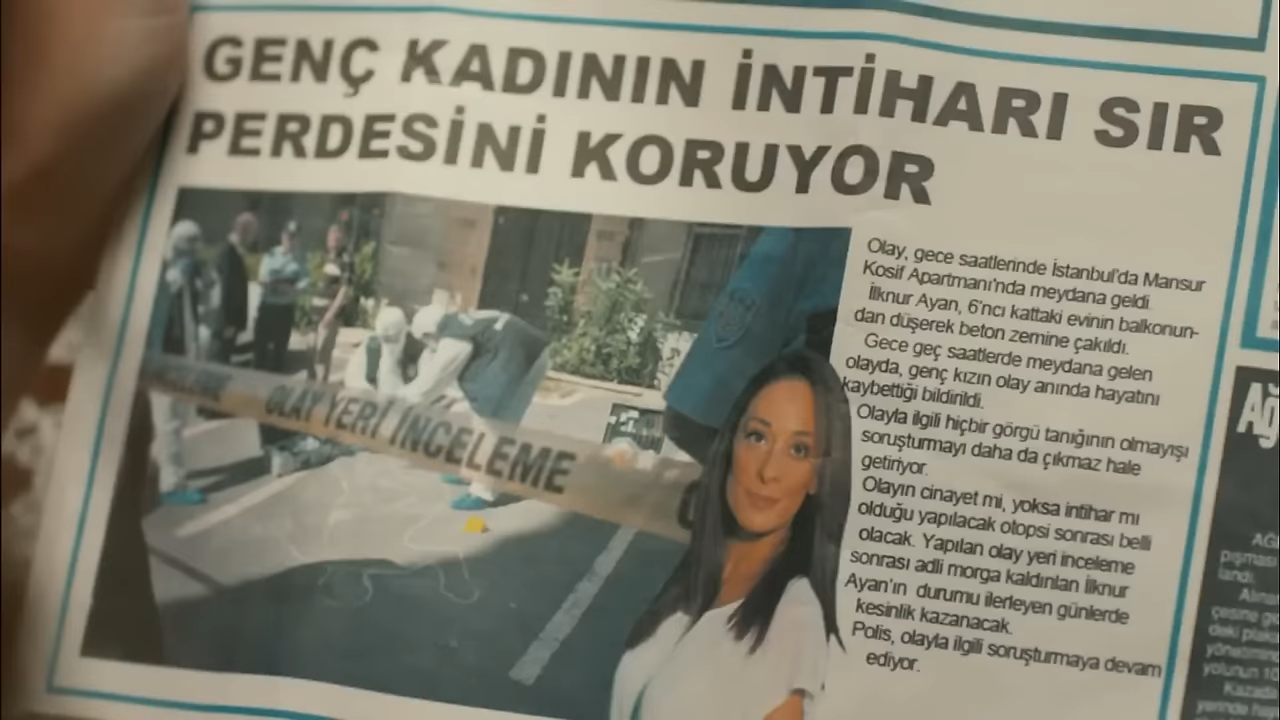 GENÇ KADININ İNTİHARI SIR
PERDESİNİ KORUYOR
OLAY YERİ İNCELEME
Olay, gece saatlerinde İstanbul'da Mansur
Kosif Apartmanı'nda meydana geldi.
İlknur Ayan, 6'ncı kattaki evinin balkonun-
dan düşerek beton zemine çakıldı.
Gece geç saatlerde meydana gelen
olayda, genç kızın olay anında hayatını
kaybettiği bildirildi.
Olayla ilgili hiçbir görgü tanığının olmayışı
soruşturmayı daha da çıkmaz hale
getiriyor.
Olayın cinayet mi, yoksa intihar mı
olduğu yapılacak otopsi sonrası belli
olacak. Yapılan olay yeri inceleme
sonrası adli morga kaldırılan İlknur
Ayan'ın durumu ilerleyen günlerde
kesinlik kazanacak.
Polis, olayla ilgili soruşturmaya devam
ediyor.